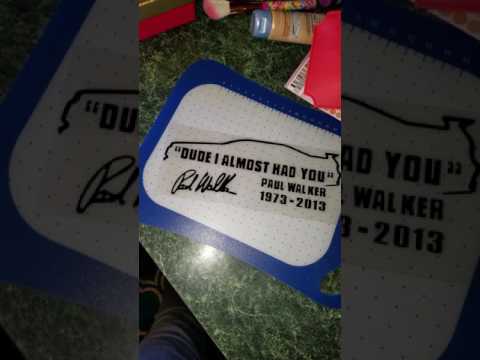 "DUDE I ALMOST HAD YOU"
Paul Walker
PAUL WALKER
1973-2013